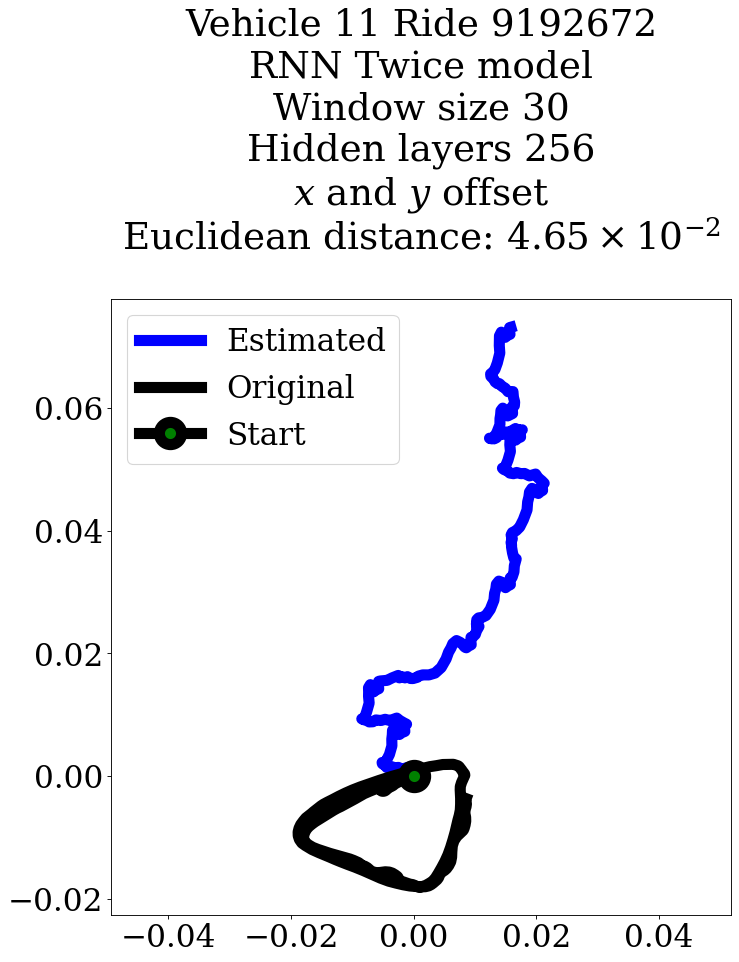 Vehicle 11 Ride 9192672
RNN Twice model
Window size 30
Hidden layers 256
x and y offset
Euclidean distance: 4.65 × 10⁻²
Estimated
Original
Start
0.06
0.04
0.02
0.00
−0.02
−0.04 −0.02 0.00 0.02 0.04